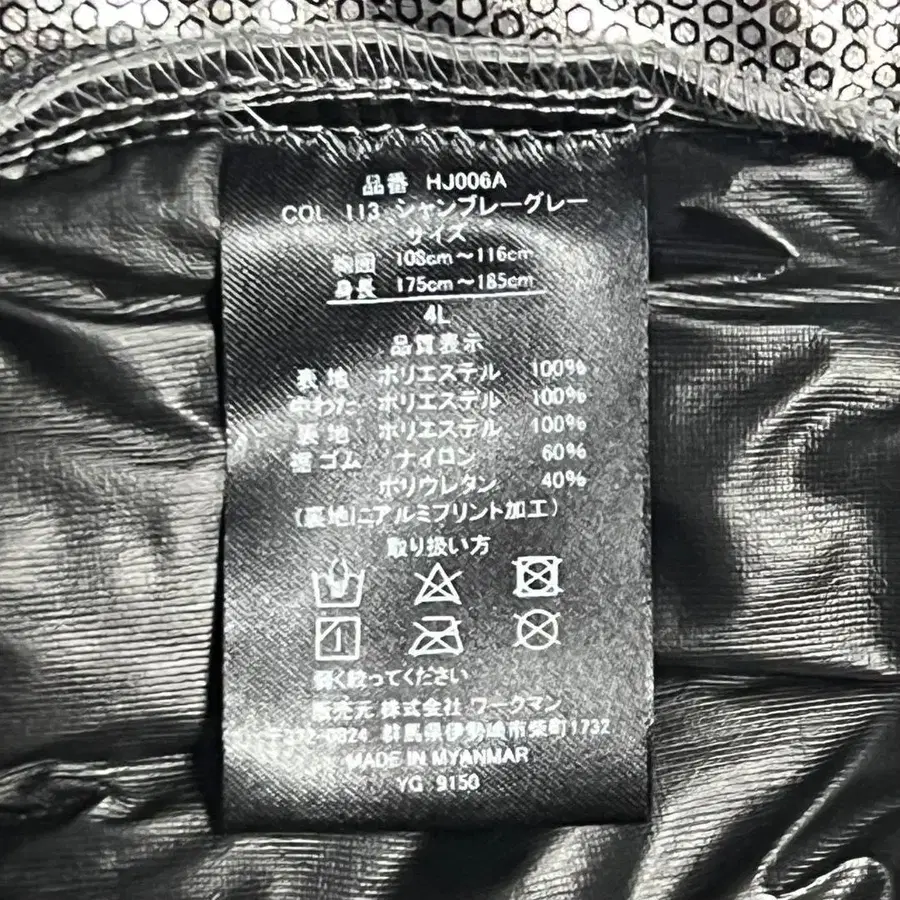 品番 HJ006A
COL 113 シャンブレーグレー
サイズ
胸囲 108cm～116cm
身長 175cm～185cm
4L
品質表示
表地 ポリエステル 100%
中わた ポリエステル 100%
裏地 ポリエステル 100%
裾ゴム ナイロン 60%
ポリウレタン 40%
(裏地にアルミプリント加工)
取り扱い方
弱く絞ってください
販売元 株式会社 ワークマン
〒372-0824 群馬県伊勢崎市柴町1732
MADE IN MYANMAR
YG 9150